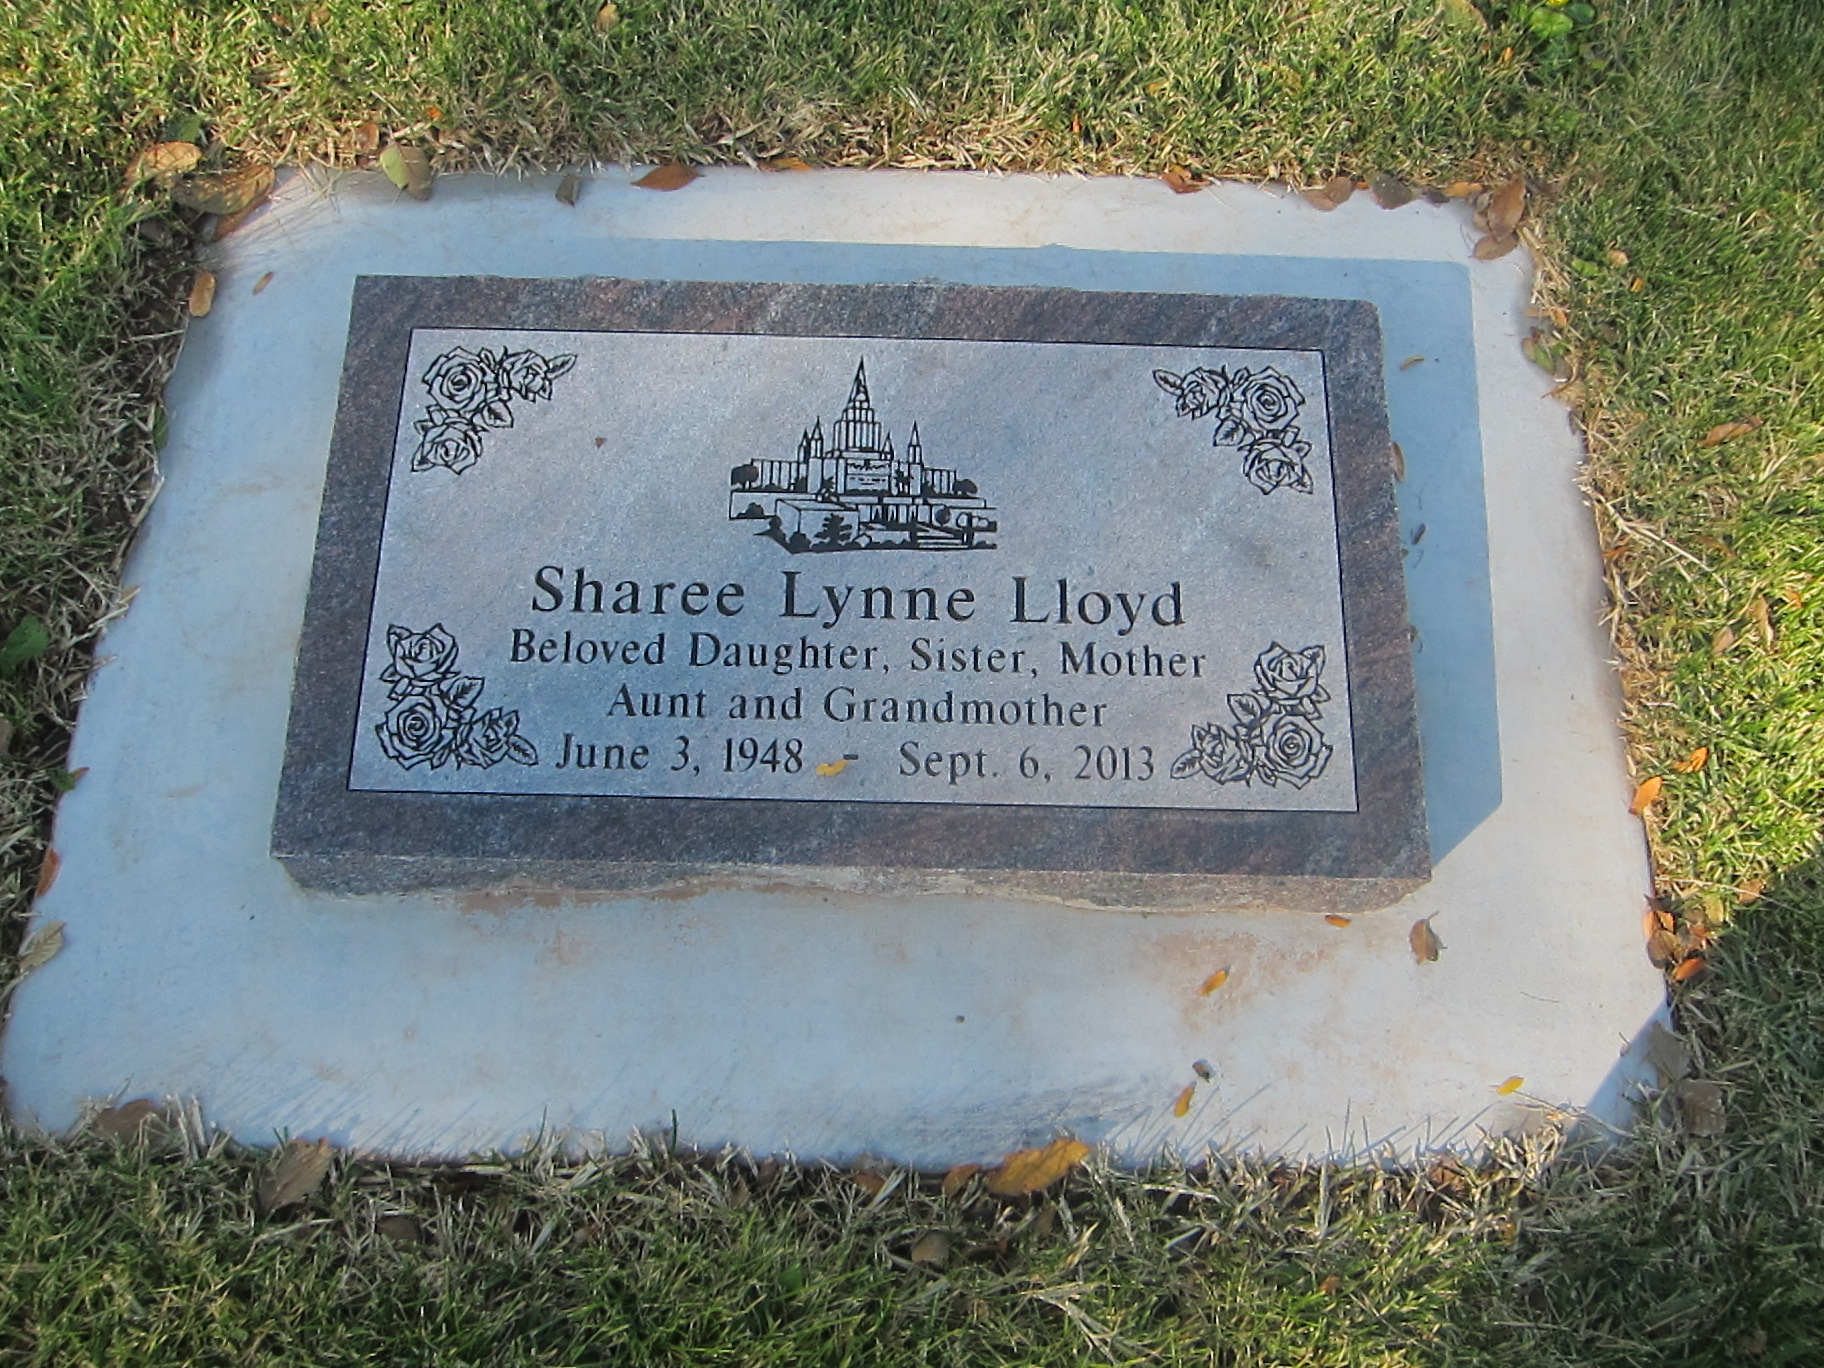 Sharee Lynne Lloyd
Beloved Daughter, Sister, Mother
Aunt and Grandmother
June 3, 1948 - Sept. 6, 2013